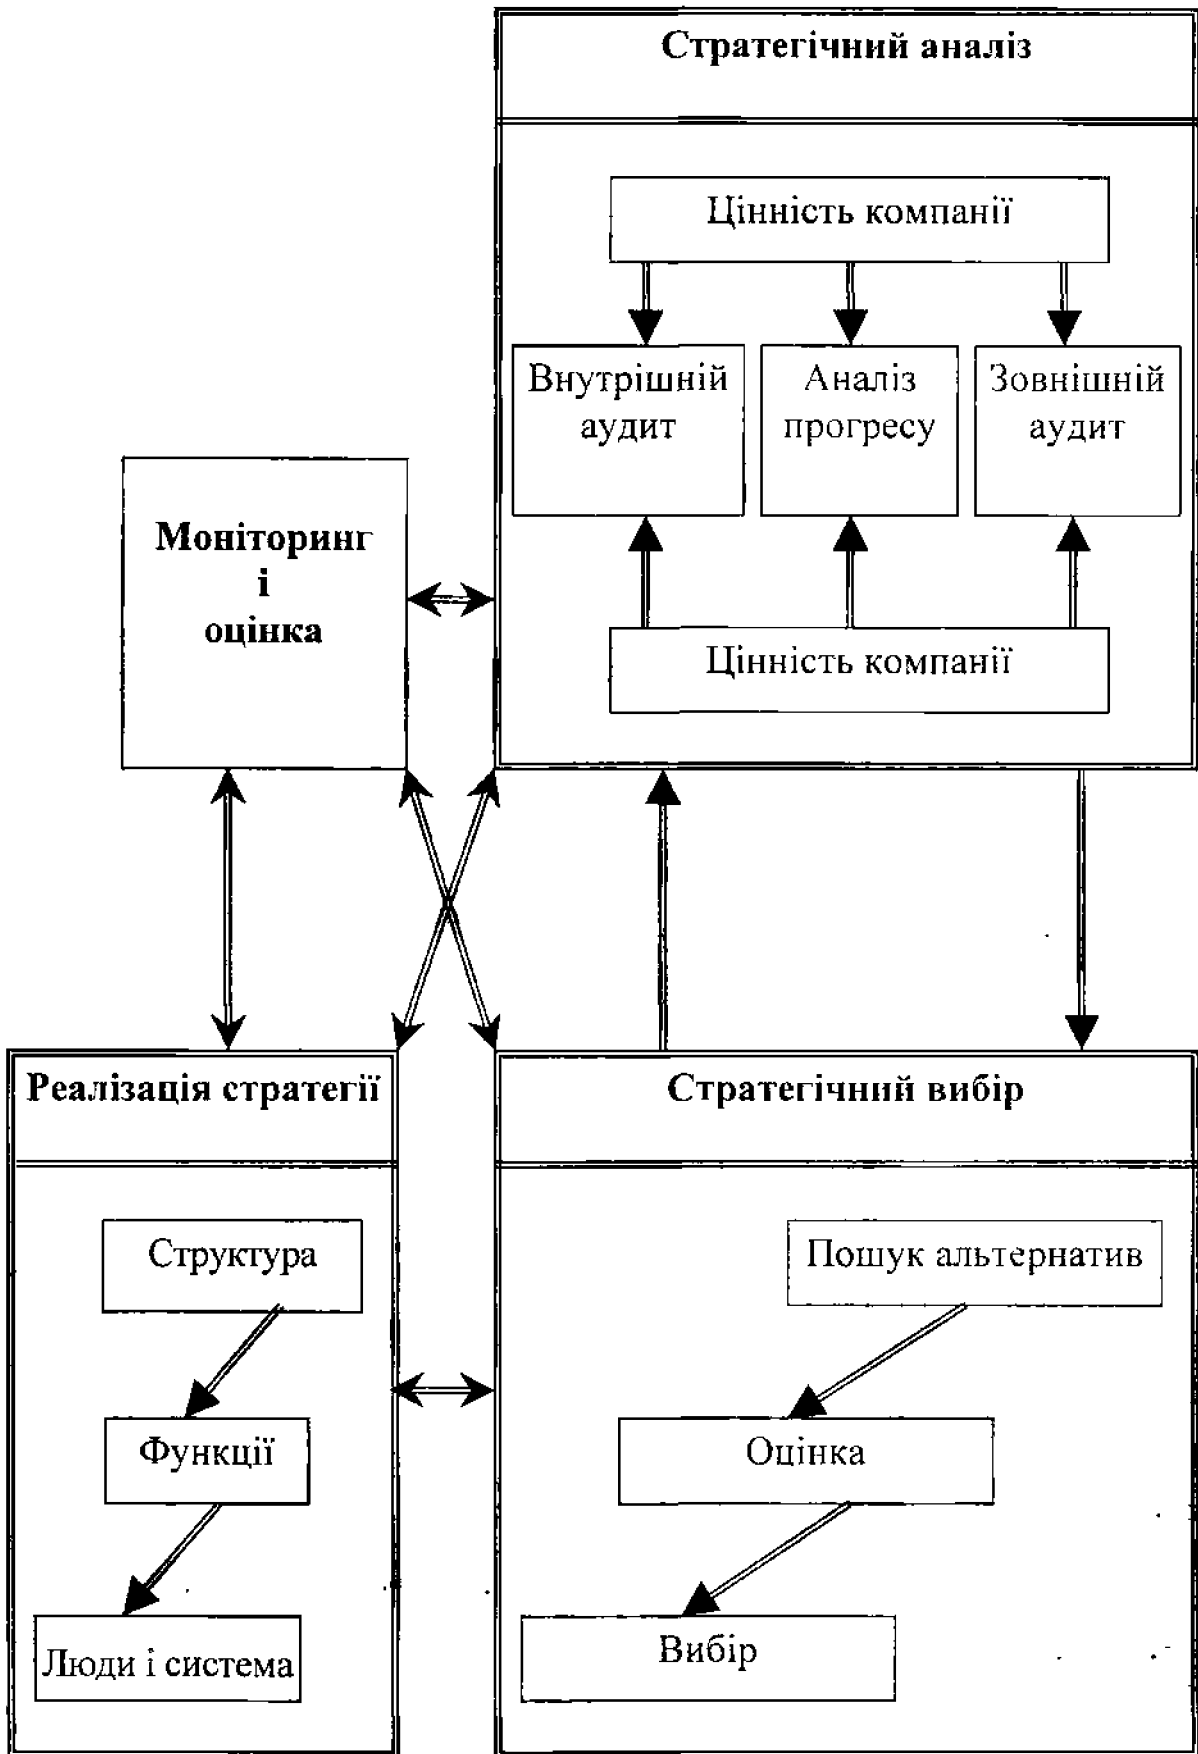 Стратегічний аналіз
Цінність компанії
Внутрішній
аудит
Аналіз
прогресу
Зовнішній
аудит
Моніторинг
і
оцінка
Цінність компанії
Реалізація стратегії
Стратегічний вибір
Структура
Пошук альтернатив
Функції
Оцінка
Люди і система
Вибір